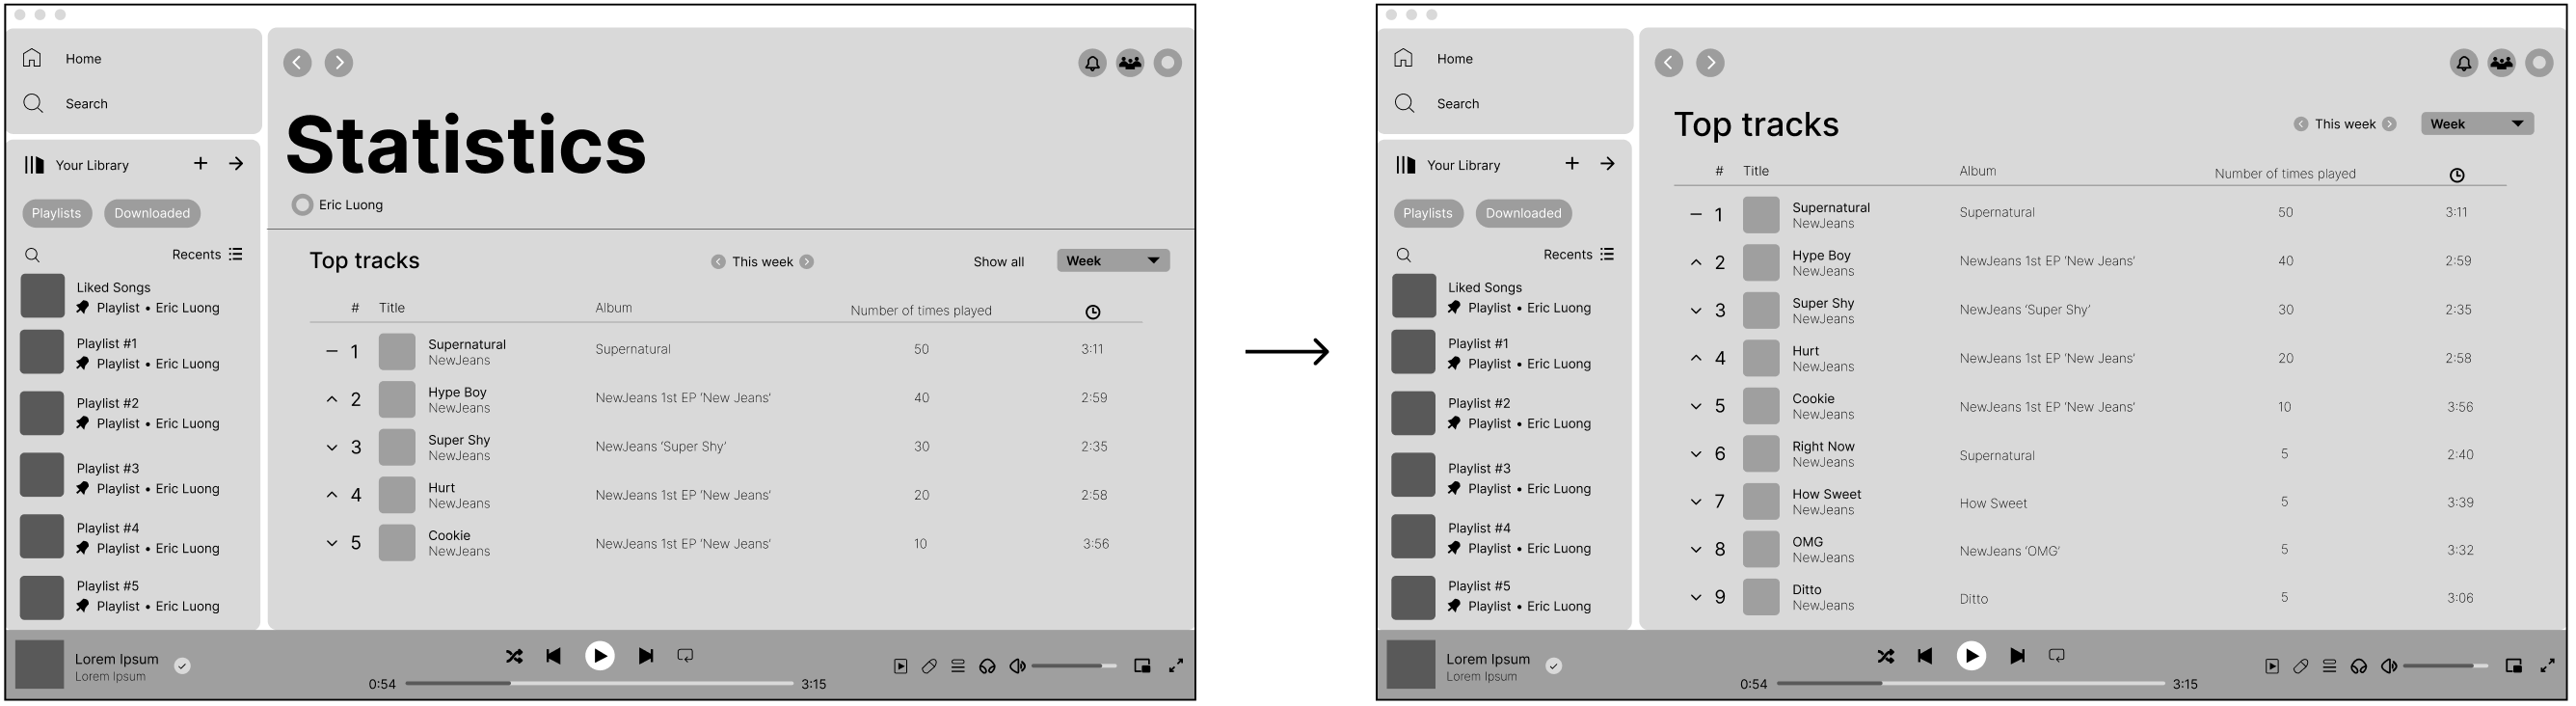 Home
Search
Your Library
Playlists Downloaded
Recents
Liked Songs
Playlist • Eric Luong
Playlist #1
Playlist • Eric Luong
Playlist #2
Playlist • Eric Luong
Playlist #3
Playlist • Eric Luong
Playlist #4
Playlist • Eric Luong
Playlist #5
Playlist • Eric Luong
Statistics
Eric Luong
Top tracks This week Show all Week
# Title Album Number of times played
1 Supernatural Supernatural 50 3:11
NewJeans
2 Hype Boy NewJeans 1st EP ‘New Jeans’ 40 2:59
NewJeans
3 Super Shy NewJeans ‘Super Shy’ 30 2:35
NewJeans
4 Hurt NewJeans 1st EP ‘New Jeans’ 20 2:58
NewJeans
5 Cookie NewJeans 1st EP ‘New Jeans’ 10 3:56
NewJeans
Lorem Ipsum
Lorem Ipsum
0:54 3:15
Home
Search
Your Library
Playlists Downloaded
Recents
Liked Songs
Playlist • Eric Luong
Playlist #1
Playlist • Eric Luong
Playlist #2
Playlist • Eric Luong
Playlist #3
Playlist • Eric Luong
Playlist #4
Playlist • Eric Luong
Playlist #5
Playlist • Eric Luong
Top tracks This week Week
# Title Album Number of times played
1 Supernatural Supernatural 50 3:11
NewJeans
2 Hype Boy NewJeans 1st EP ‘New Jeans’ 40 2:59
NewJeans
3 Super Shy NewJeans ‘Super Shy’ 30 2:35
NewJeans
4 Hurt NewJeans 1st EP ‘New Jeans’ 20 2:58
NewJeans
5 Cookie NewJeans 1st EP ‘New Jeans’ 10 3:56
NewJeans
6 Right Now Supernatural 5 2:40
NewJeans
7 How Sweet How Sweet 5 3:39
NewJeans
8 OMG NewJeans ‘OMG’ 5 3:32
NewJeans
9 Ditto Ditto 5 3:06
NewJeans
Lorem Ipsum
Lorem Ipsum
0:54 3:15